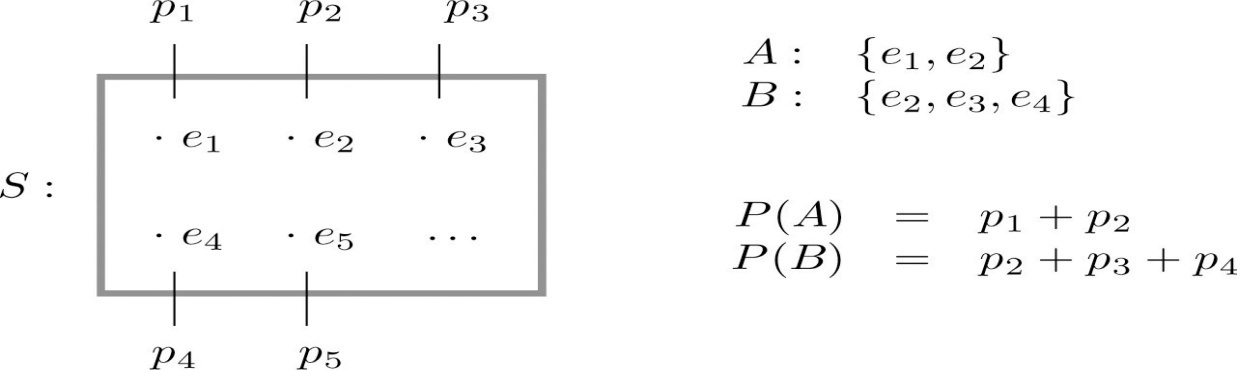 p₁ p₂ p₃
· e₁ · e₂ · e₃
S :
· e₄ · e₅ ···
p₄ p₅
A : {e₁, e₂}
B : {e₂, e₃, e₄}
P(A) = p₁ + p₂
P(B) = p₂ + p₃ + p₄